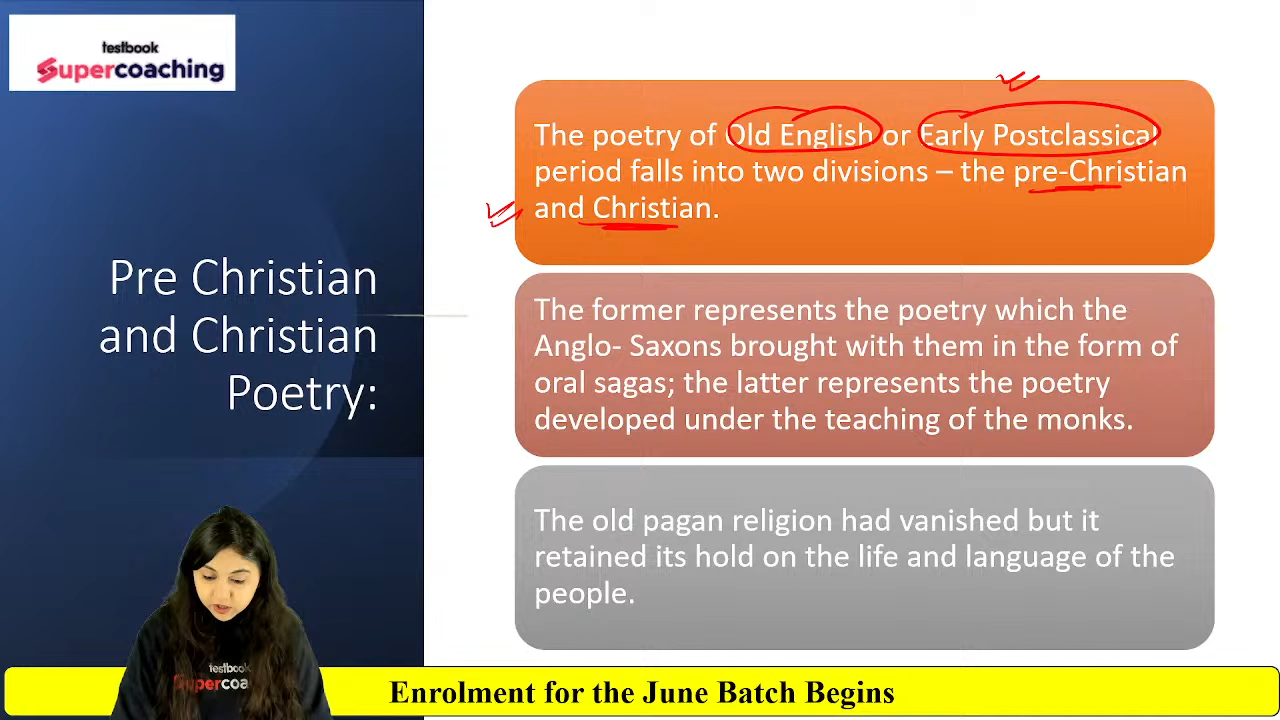 testbook
Supercoaching
Pre Christian
and Christian
Poetry:
The poetry of Old English or Early Postclassical
period falls into two divisions – the pre-Christian
and Christian.
The former represents the poetry which the
Anglo- Saxons brought with them in the form of
oral sagas; the latter represents the poetry
developed under the teaching of the monks.
The old pagan religion had vanished but it
retained its hold on the life and language of the
people.
testbook
Supercoac
Enrolment for the June Batch Begins